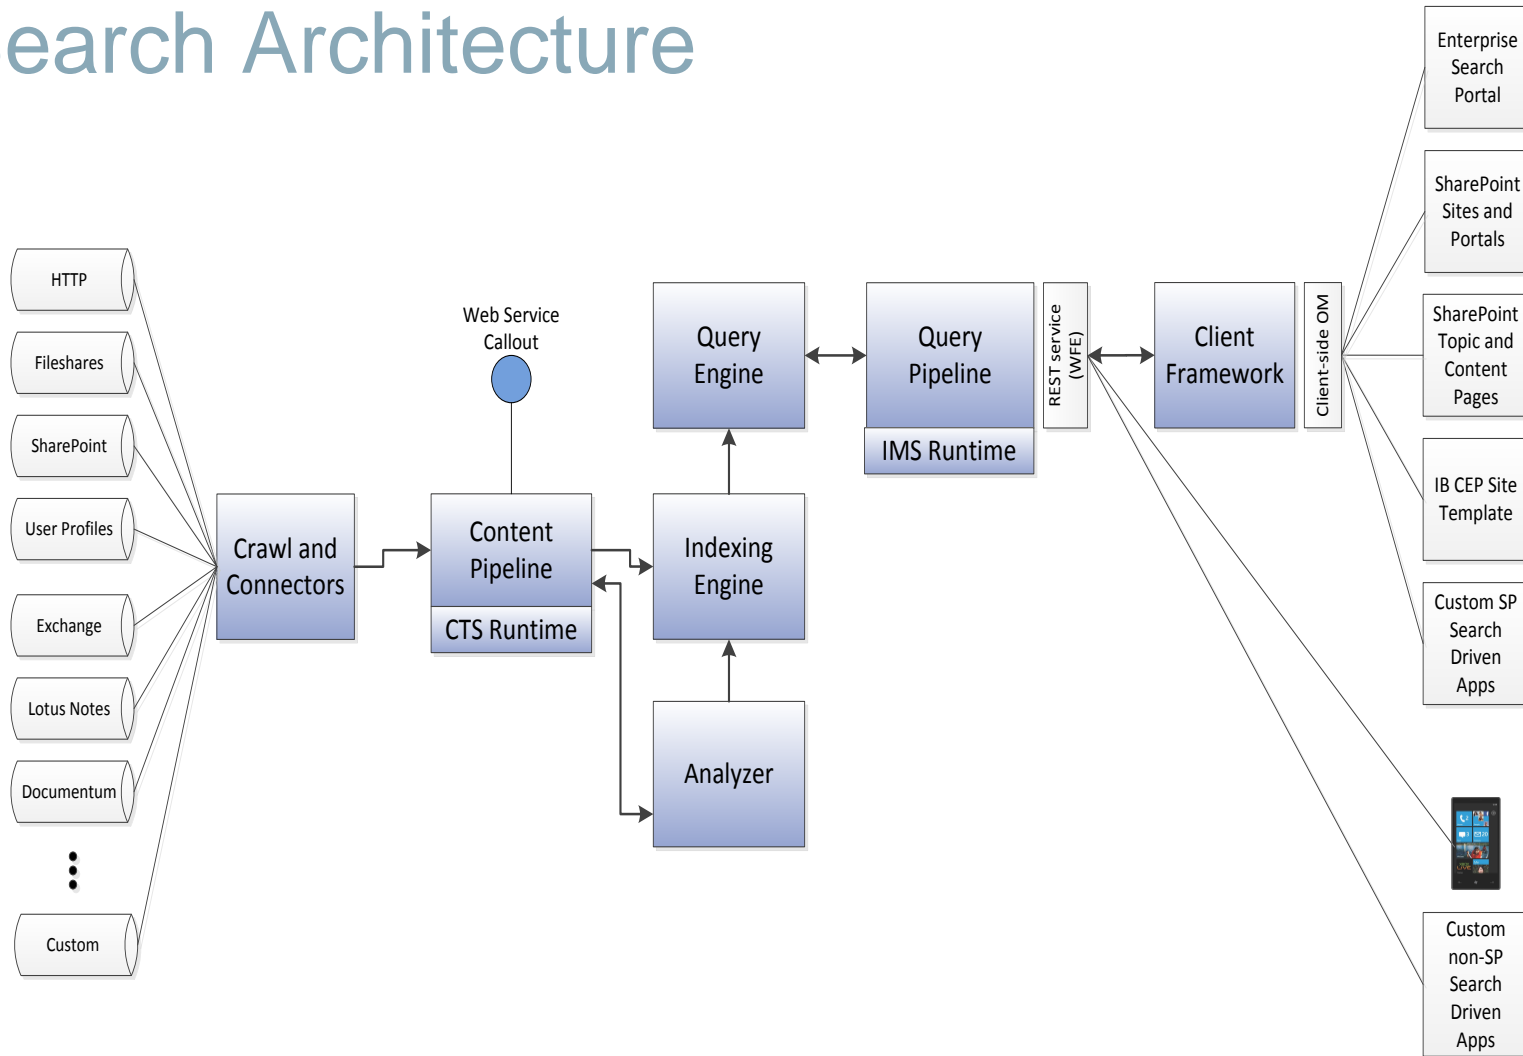 earch Architecture
Enterprise
Search
Portal
SharePoint
Sites and
Portals
SharePoint
Topic and
Content
Pages
IB CEP Site
Template
Custom SP
Search
Driven
Apps
Custom
non-SP
Search
Driven
Apps
HTTP
Fileshares
SharePoint
User Profiles
Exchange
Lotus Notes
Documentum
Custom
Crawl and
Connectors
Web Service
Callout
Content
Pipeline
CTS Runtime
Query
Engine
Indexing
Engine
Analyzer
Query
Pipeline
IMS Runtime
REST service
(WFE)
Client
Framework
Client-side OM